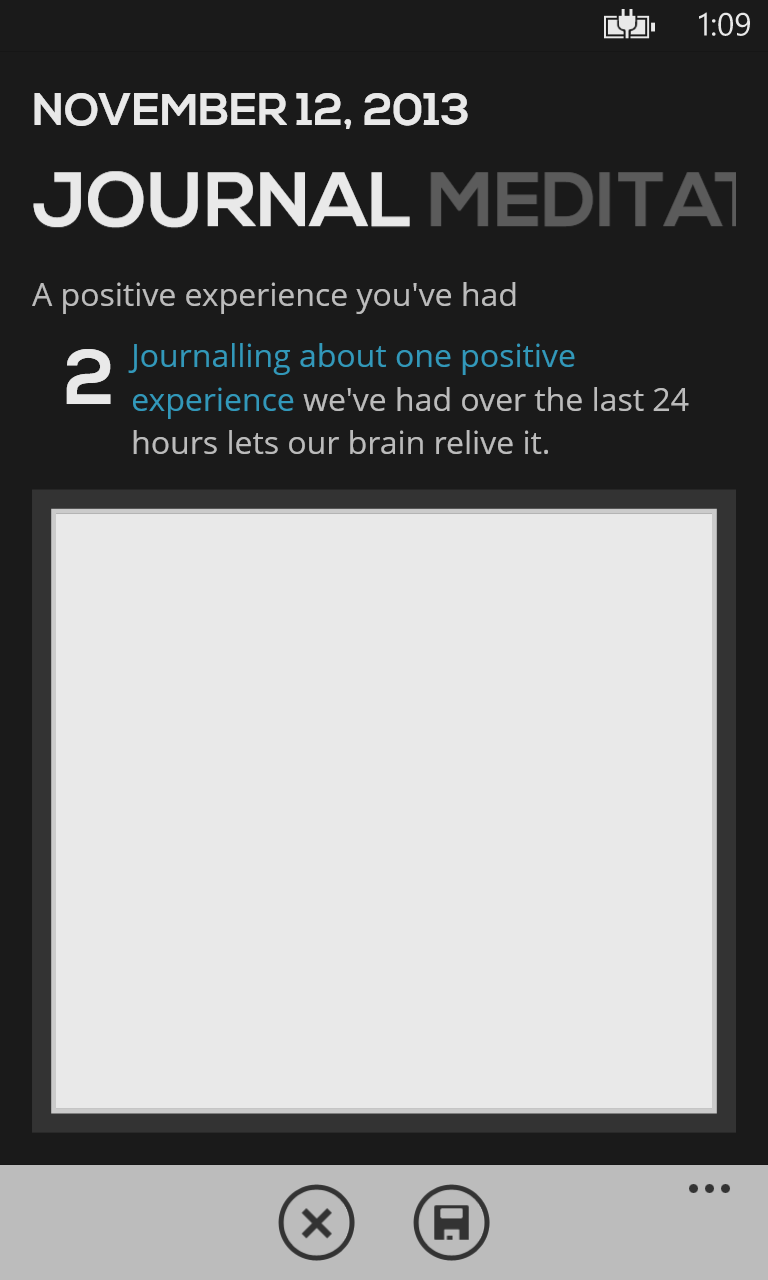 1:09
NOVEMBER 12, 2013
JOURNAL MEDITAT
A positive experience you've had
2 Journalling about one positive
experience we've had over the last 24
hours lets our brain relive it.